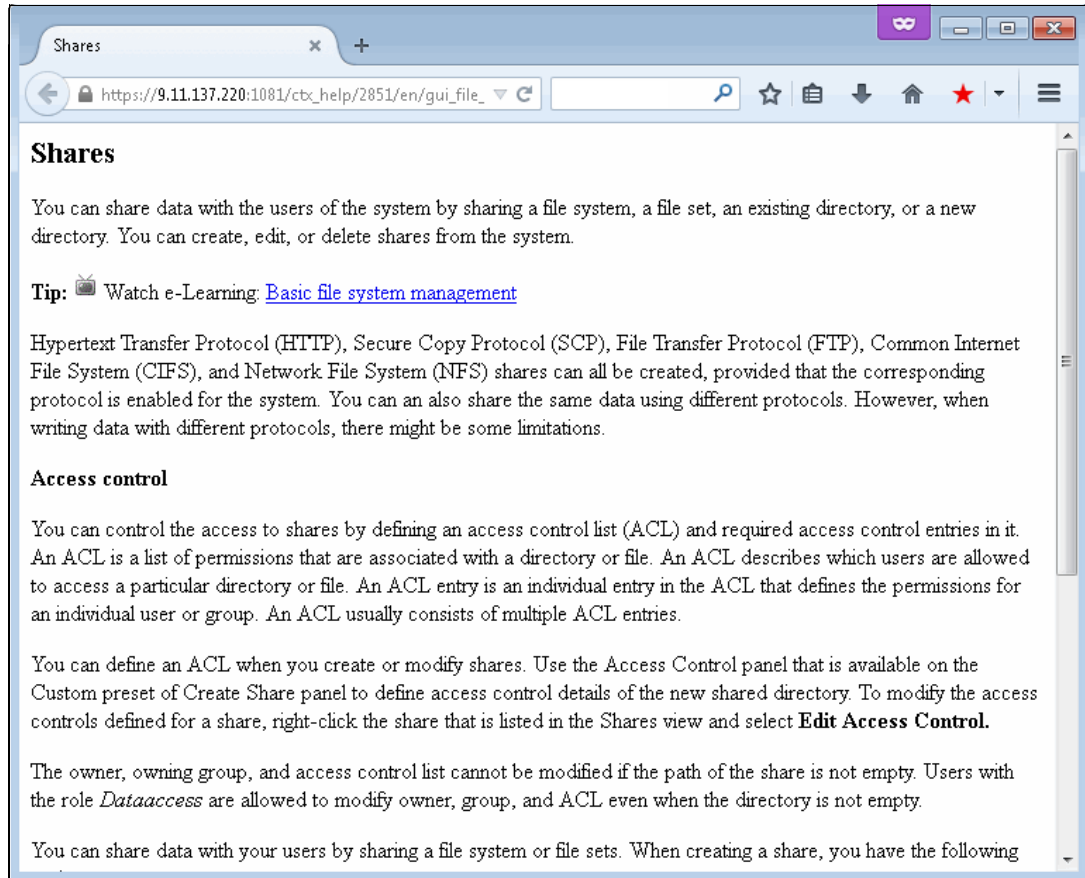 Shares
https://9.11.137.220:1081/ctx_help/2851/en/gui_file_
Shares
You can share data with the users of the system by sharing a file system, a file set, an existing directory, or a new
directory. You can create, edit, or delete shares from the system.
Tip: Watch e-Learning: Basic file system management
Hypertext Transfer Protocol (HTTP), Secure Copy Protocol (SCP), File Transfer Protocol (FTP), Common Internet
File System (CIFS), and Network File System (NFS) shares can all be created, provided that the corresponding
protocol is enabled for the system. You can an also share the same data using different protocols. However, when
writing data with different protocols, there might be some limitations.
Access control
You can control the access to shares by defining an access control list (ACL) and required access control entries in it.
An ACL is a list of permissions that are associated with a directory or file. An ACL describes which users are allowed
to access a particular directory or file. An ACL entry is an individual entry in the ACL that defines the permissions for
an individual user or group. An ACL usually consists of multiple ACL entries.
You can define an ACL when you create or modify shares. Use the Access Control panel that is available on the
Custom preset of Create Share panel to define access control details of the new shared directory. To modify the access
controls defined for a share, right-click the share that is listed in the Shares view and select Edit Access Control.
The owner, owning group, and access control list cannot be modified if the path of the share is not empty. Users with
the role Dataaccess are allowed to modify owner, group, and ACL even when the directory is not empty.
You can share data with your users by sharing a file system or file sets. When creating a share, you have the following